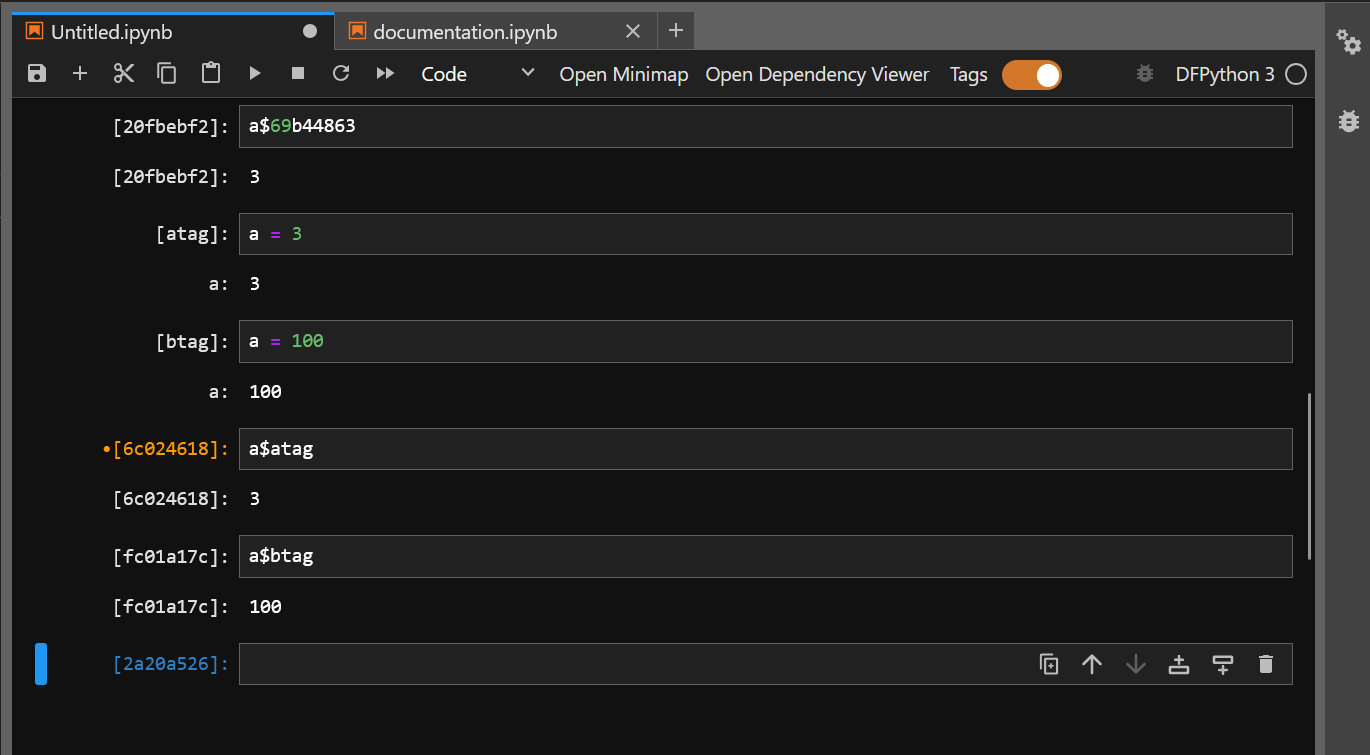 Untitled.ipynb documentation.ipynb
Code Open Minimap Open Dependency Viewer Tags DFPython 3
[20fbebf2]: a$69b44863
[20fbebf2]: 3
[atag]: a = 3
a: 3
[btag]: a = 100
a: 100
•[6c024618]: a$atag
[6c024618]: 3
[fc01a17c]: a$btag
[fc01a17c]: 100
[2a20a526]: